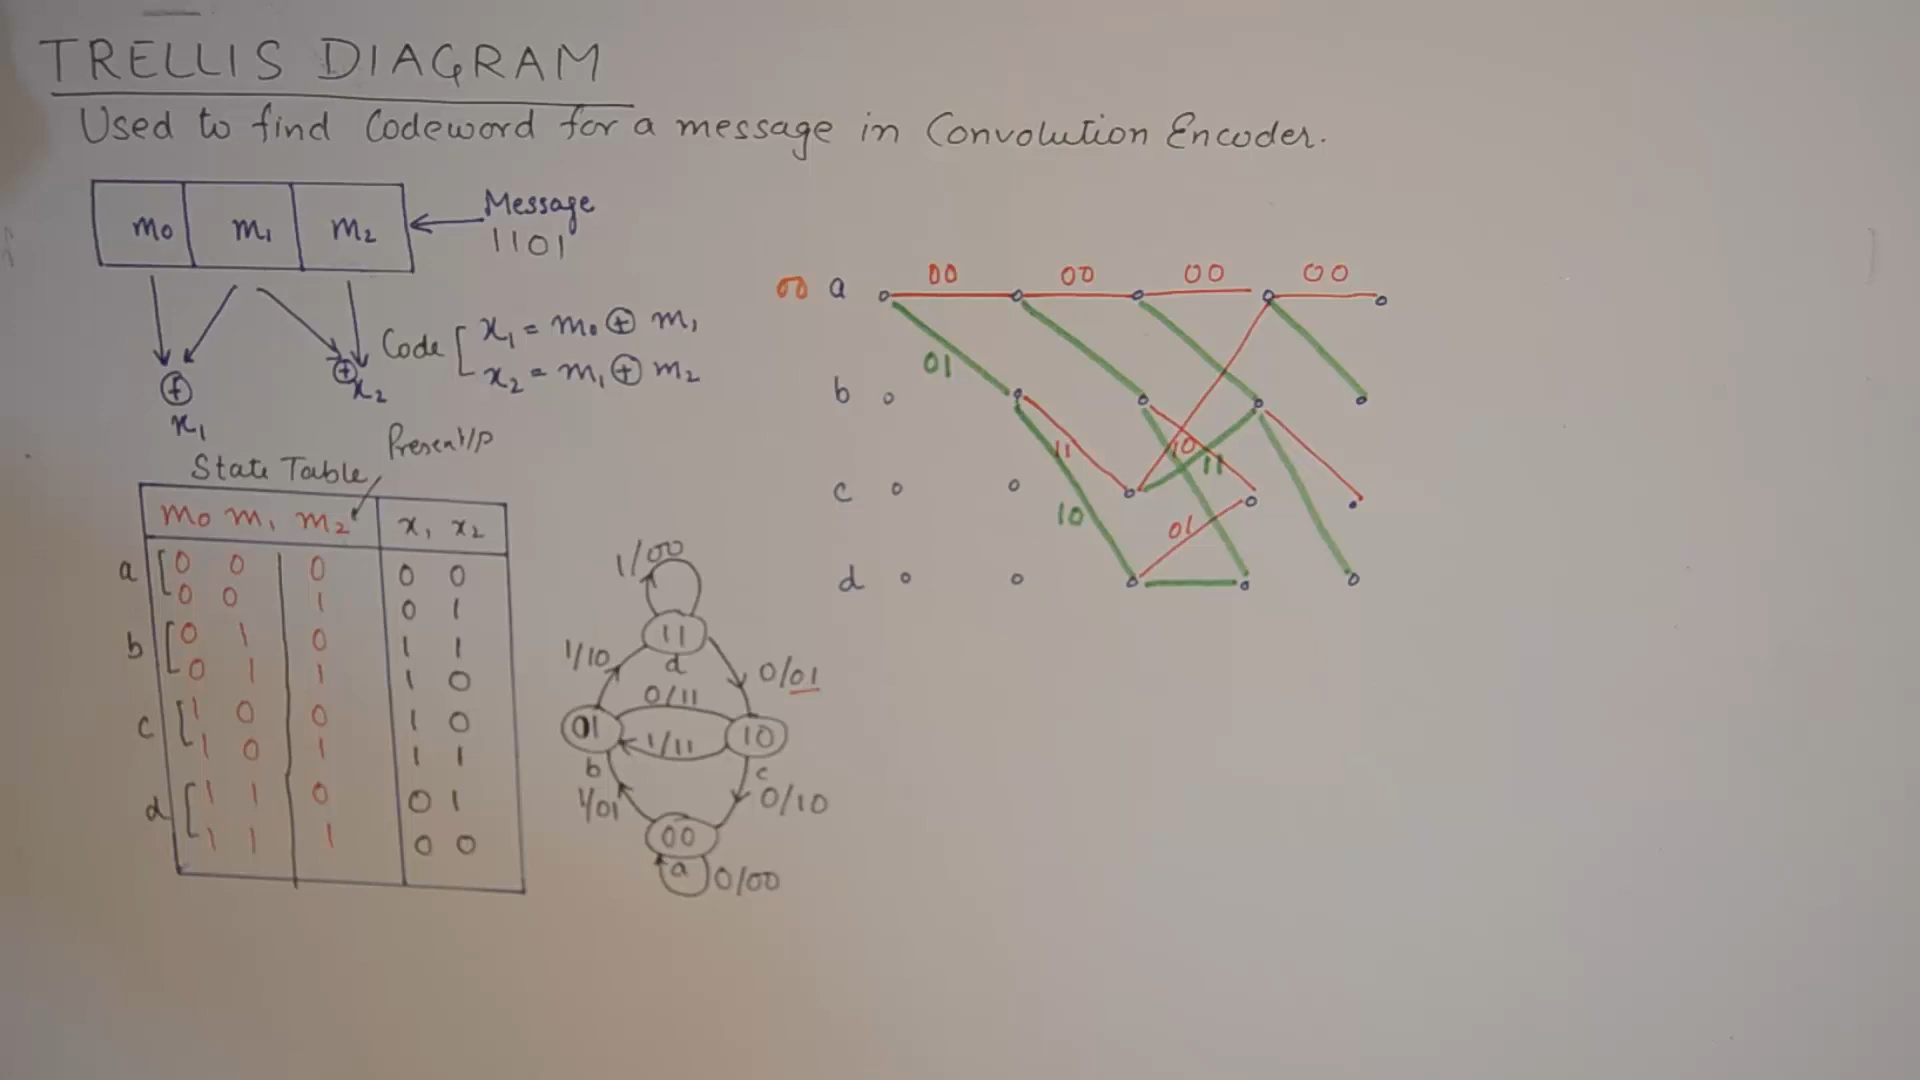 TRELLIS DIAGRAM
Used to find Codeword for a message in Convolution Encoder.
m0 m1 m2
Message
1101
Code [ x1 = m0 ⊕ m1
x2 = m1 ⊕ m2
⊕ ⊕
x1 x2
Present i/p
State Table
m0 m1 m2 x1 x2
a 0 0 0 0 0
0 0 1 0 1
b 0 1 0 1 1
0 1 1 1 0
c 1 0 0 1 0
1 0 1 1 1
d 1 1 0 0 1
1 1 1 0 0
1/00
11
d
1/10
0/01
0/11
01
10
1/11
b
c
1/01
0/10
00
a
0/00
00 a 00 00 00 00
01
b
11
10
11
c
10
01
d